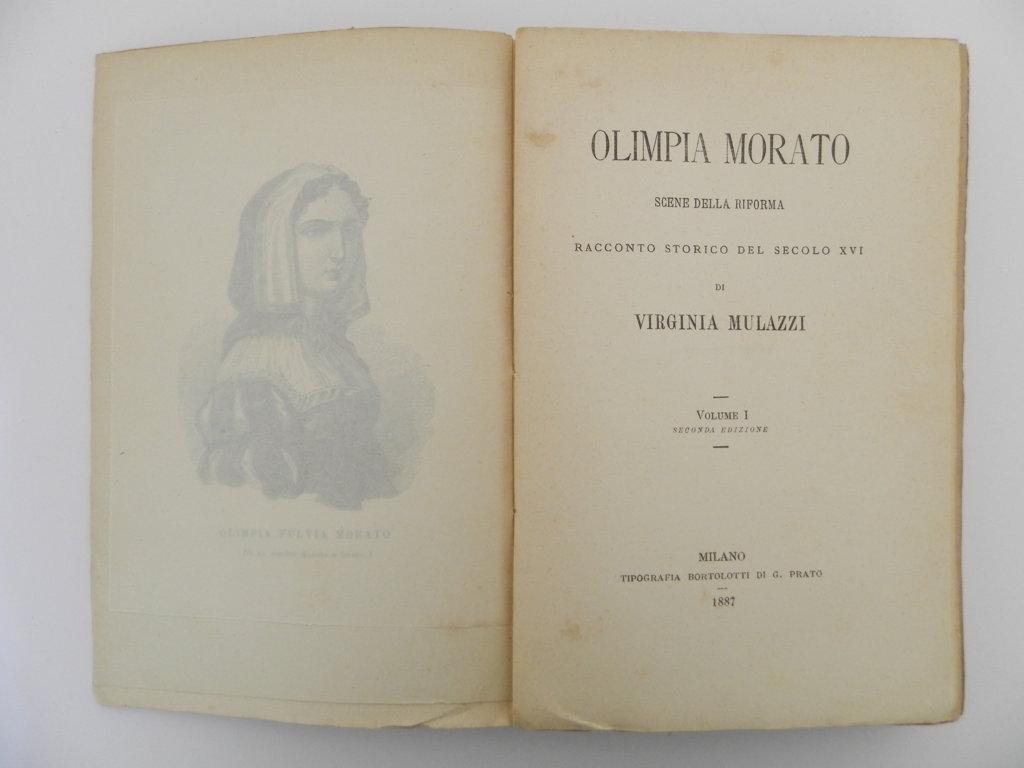 OLIMPIA FULVIA MORATO
OLIMPIA MORATO
SCENE DELLA RIFORMA
RACCONTO STORICO DEL SECOLO XVI
DI
VIRGINIA MULAZZI
VOLUME I
SECONDA EDIZIONE
MILANO
TIPOGRAFIA BORTOLOTTI DI G. PRATO
1887